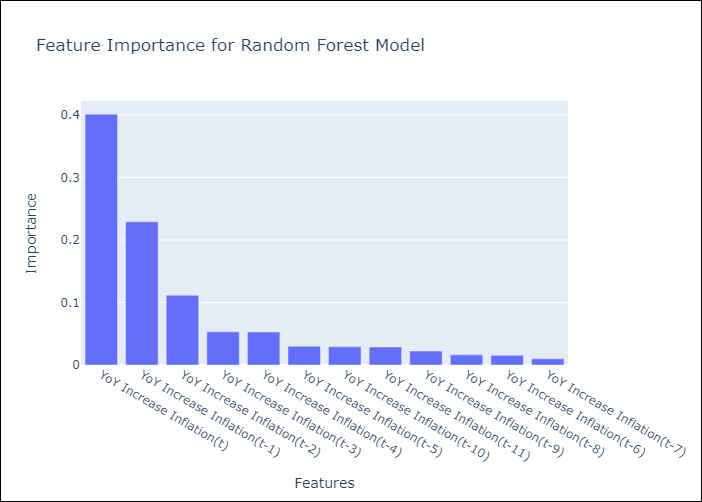 Feature Importance for Random Forest Model
Importance
0.4
0.3
0.2
0.1
0
YoY Increase Inflation(t)
YoY Increase Inflation(t-1)
YoY Increase Inflation(t-2)
YoY Increase Inflation(t-3)
YoY Increase Inflation(t-4)
YoY Increase Inflation(t-5)
YoY Increase Inflation(t-10)
YoY Increase Inflation(t-11)
YoY Increase Inflation(t-9)
YoY Increase Inflation(t-8)
YoY Increase Inflation(t-6)
YoY Increase Inflation(t-7)
Features